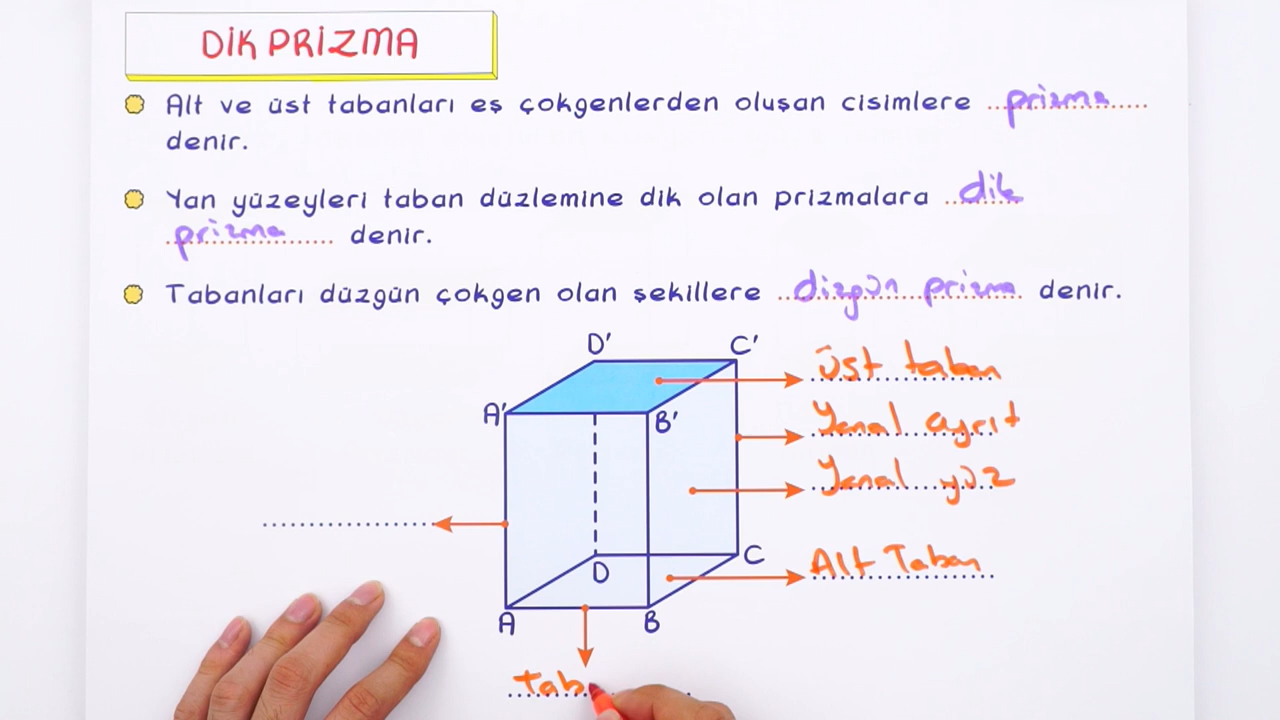 DİK PRİZMA
Alt ve üst tabanları eş çokgenlerden oluşan cisimlere prizma
denir.
Yan yüzeyleri taban düzlemine dik olan prizmalara dik
prizma denir.
Tabanları düzgün çokgen olan şekillere dizgün prizma denir.
D' C'
Üst taban
A' B'
Yanal ayrıt
Yanal yüz
D C
Alt Taban
A B
Tab